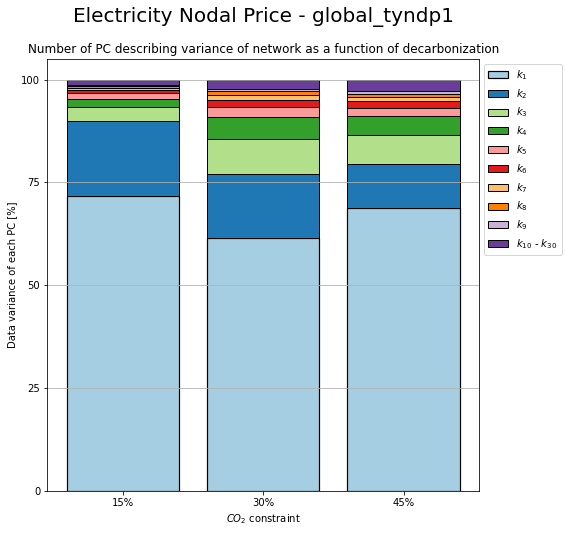 Electricity Nodal Price - global_tyndp1
Number of PC describing variance of network as a function of decarbonization
100
75
50
25
0
Data variance of each PC [%]
15%
30%
45%
CO₂ constraint
k₁
k₂
k₃
k₄
k₅
k₆
k₇
k₈
k₉
k₁₀ - k₃₀